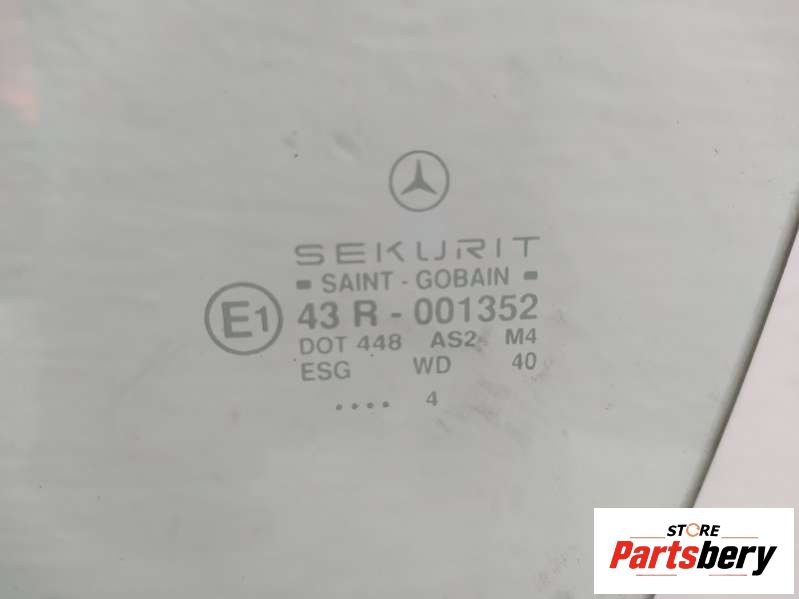 SEKURIT
SAINT - GOBAIN
E1
43 R - 001352
DOT 448 AS2 M4
ESG WD 40
.... 4
STORE
Partsbery